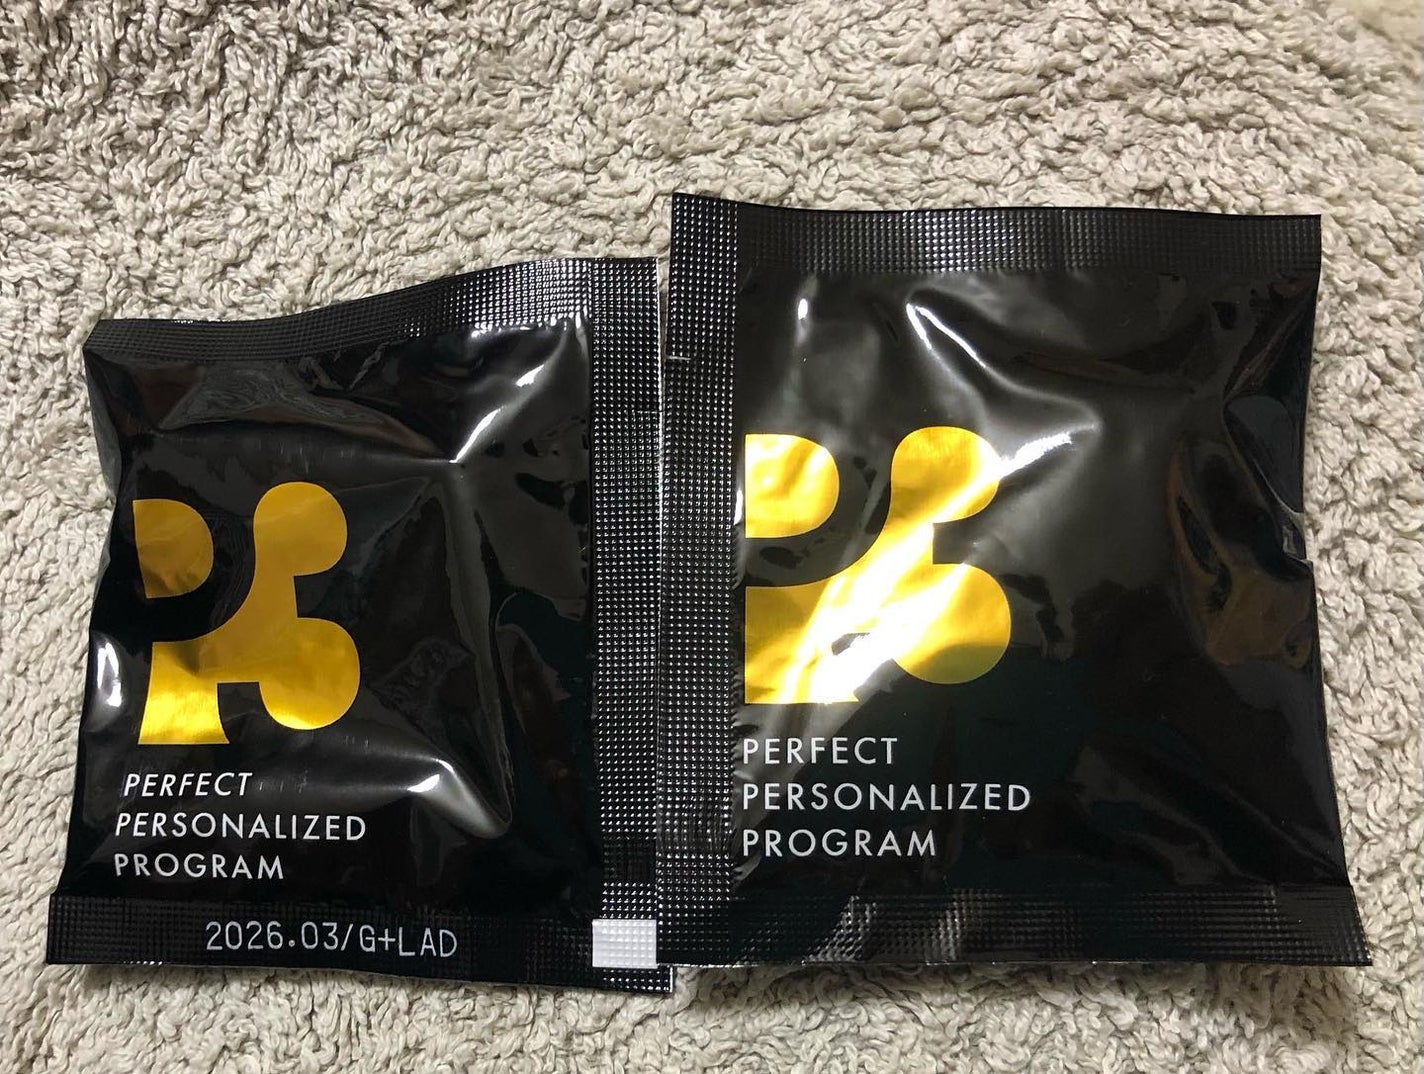 PERFECT
PERSONALIZED
PROGRAM
2026.03/G+LAD
PERFECT
PERSONALIZED
PROGRAM